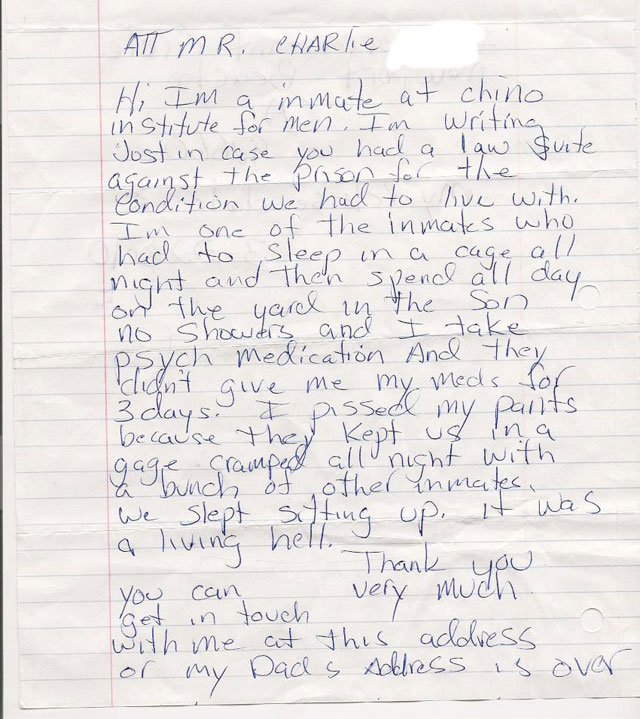 ATT MR. CHARlie
Hi Im a inmate at chino
institute for men. I'm writing
Jost in case you had a law $uite
against the prison for the
condition we had to live with.
I'm one of the inmates who
had to sleep in a cage all
night and then spend all day
on the yard in the Son
no showers and I take
psych medication And they
didn't give me my meds for
3 days. I pissed my pants
because they kept us in a
gage cramped all night with
a bunch of other inmates.
we slept sitting up. it was
a living hell.
Thank you
very much
you can
get in touch
with me at this address
or my Dads Address is over